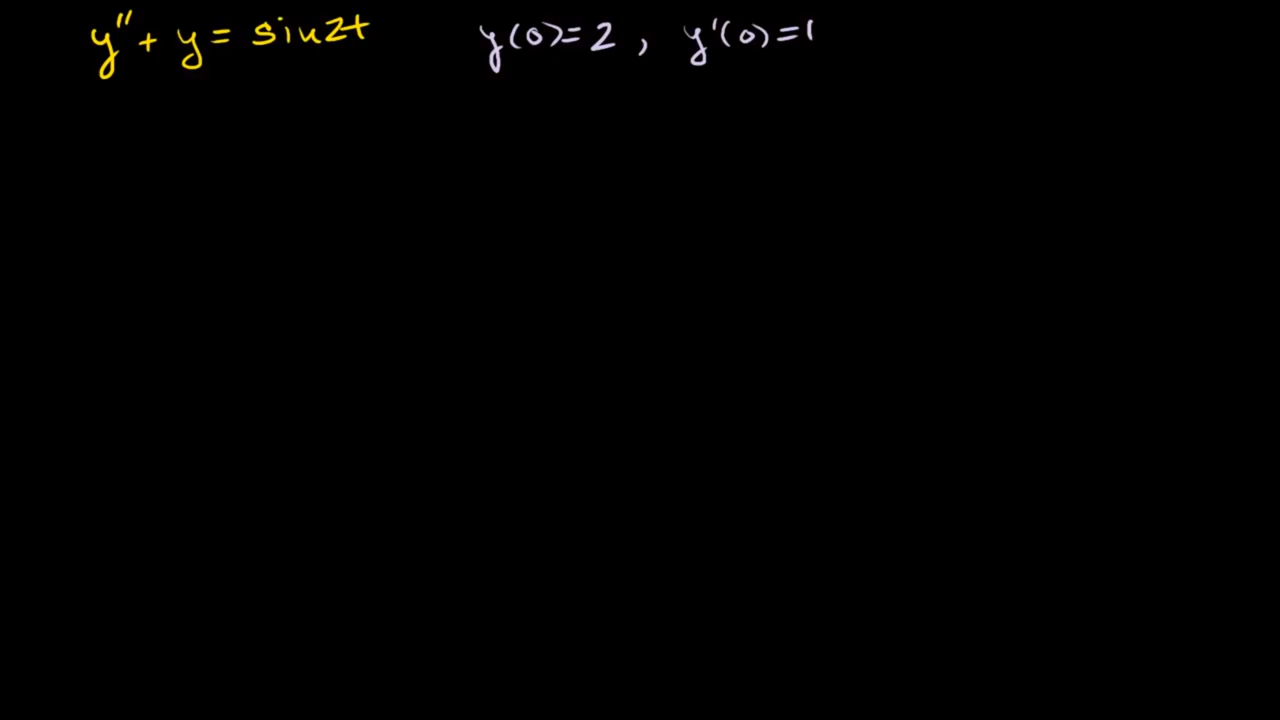 y'' + y = sin2t y(0)=2, y'(0)=1